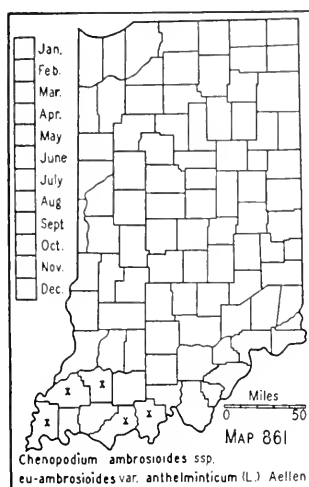 Jan.
Feb.
Mar.
Apr.
May
June
July
Aug
Sept
Oct.
Nov.
Dec.
x x
x x x
Miles
0 50
MAP 861
Chenopodium ambrosioides ssp.
eu-ambrosioides var. anthelminticum (L.) Aellen